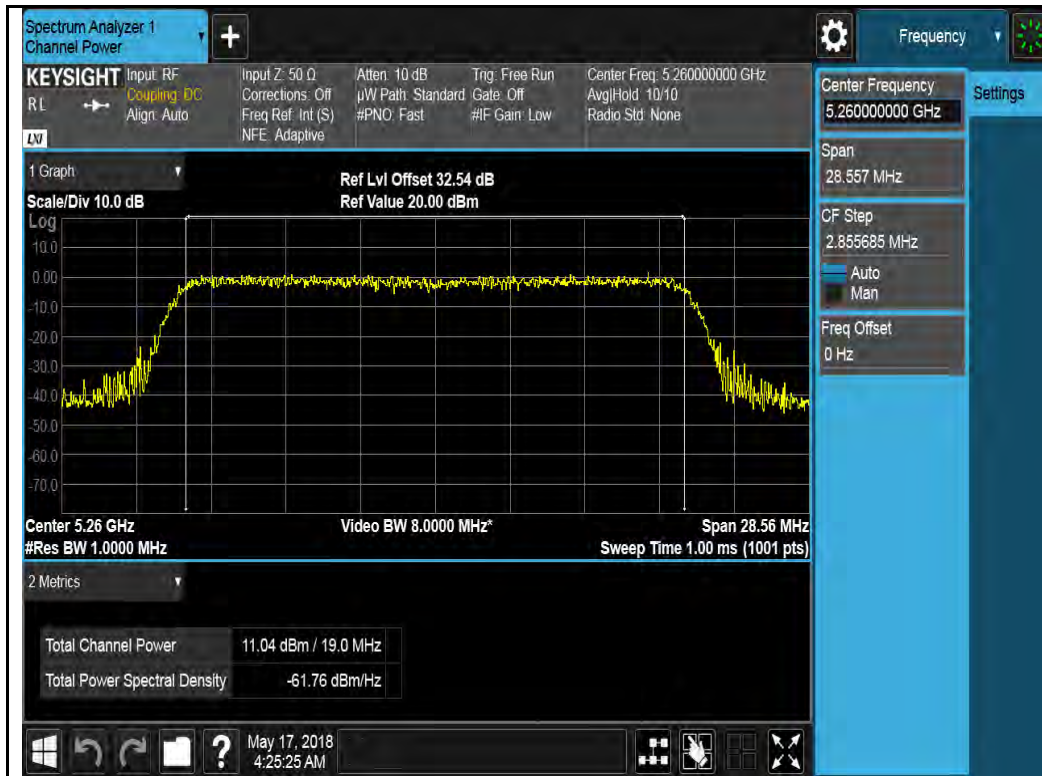 Spectrum Analyzer 1
Channel Power
+
Frequency
KEYSIGHT
RL
LXI
Input: RF
Coupling: DC
Align: Auto
Input Z: 50 Ω
Corrections: Off
Freq Ref: Int (S)
NFE: Adaptive
Atten: 10 dB
µW Path: Standard
#PNO: Fast
Trig: Free Run
Gate: Off
#IF Gain: Low
Center Freq: 5.260000000 GHz
Avg|Hold: 10/10
Radio Std: None
Center Frequency
5.260000000 GHz
Settings
Span
28.557 MHz
CF Step
2.855685 MHz
Auto
Man
Freq Offset
0 Hz
1 Graph
Scale/Div 10.0 dB
Ref Lvl Offset 32.54 dB
Ref Value 20.00 dBm
Log
10.0
0.00
-10.0
-20.0
-30.0
-40.0
-50.0
-60.0
-70.0
Center 5.26 GHz
#Res BW 1.0000 MHz
Video BW 8.0000 MHz*
Span 28.56 MHz
Sweep Time 1.00 ms (1001 pts)
2 Metrics
Total Channel Power 11.04 dBm / 19.0 MHz
Total Power Spectral Density -61.76 dBm/Hz
?
May 17, 2018
4:25:25 AM